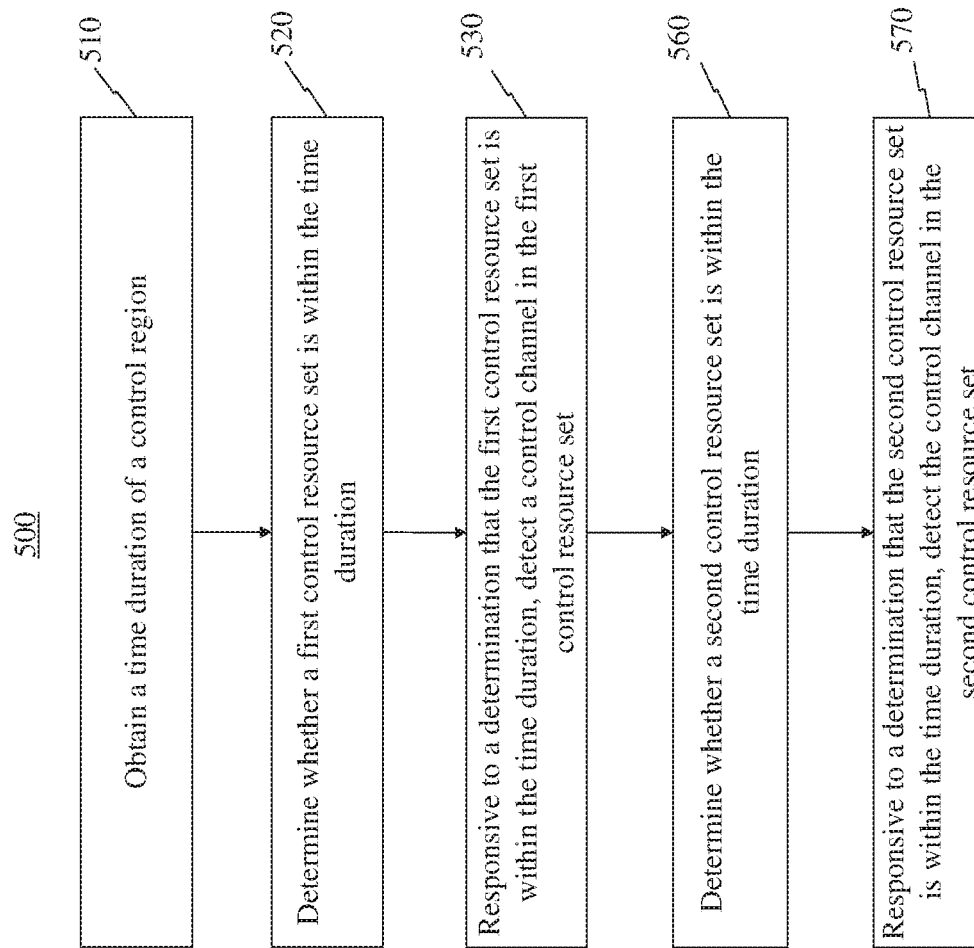 500
Obtain a time duration of a control region
510
Determine whether a first control resource set is within the time
duration
520
Responsive to a determination that the first control resource set is
within the time duration, detect a control channel in the first
control resource set
530
Determine whether a second control resource set is within the
time duration
560
Responsive to a determination that the second control resource set
is within the time duration, detect the control channel in the
second control resource set
570